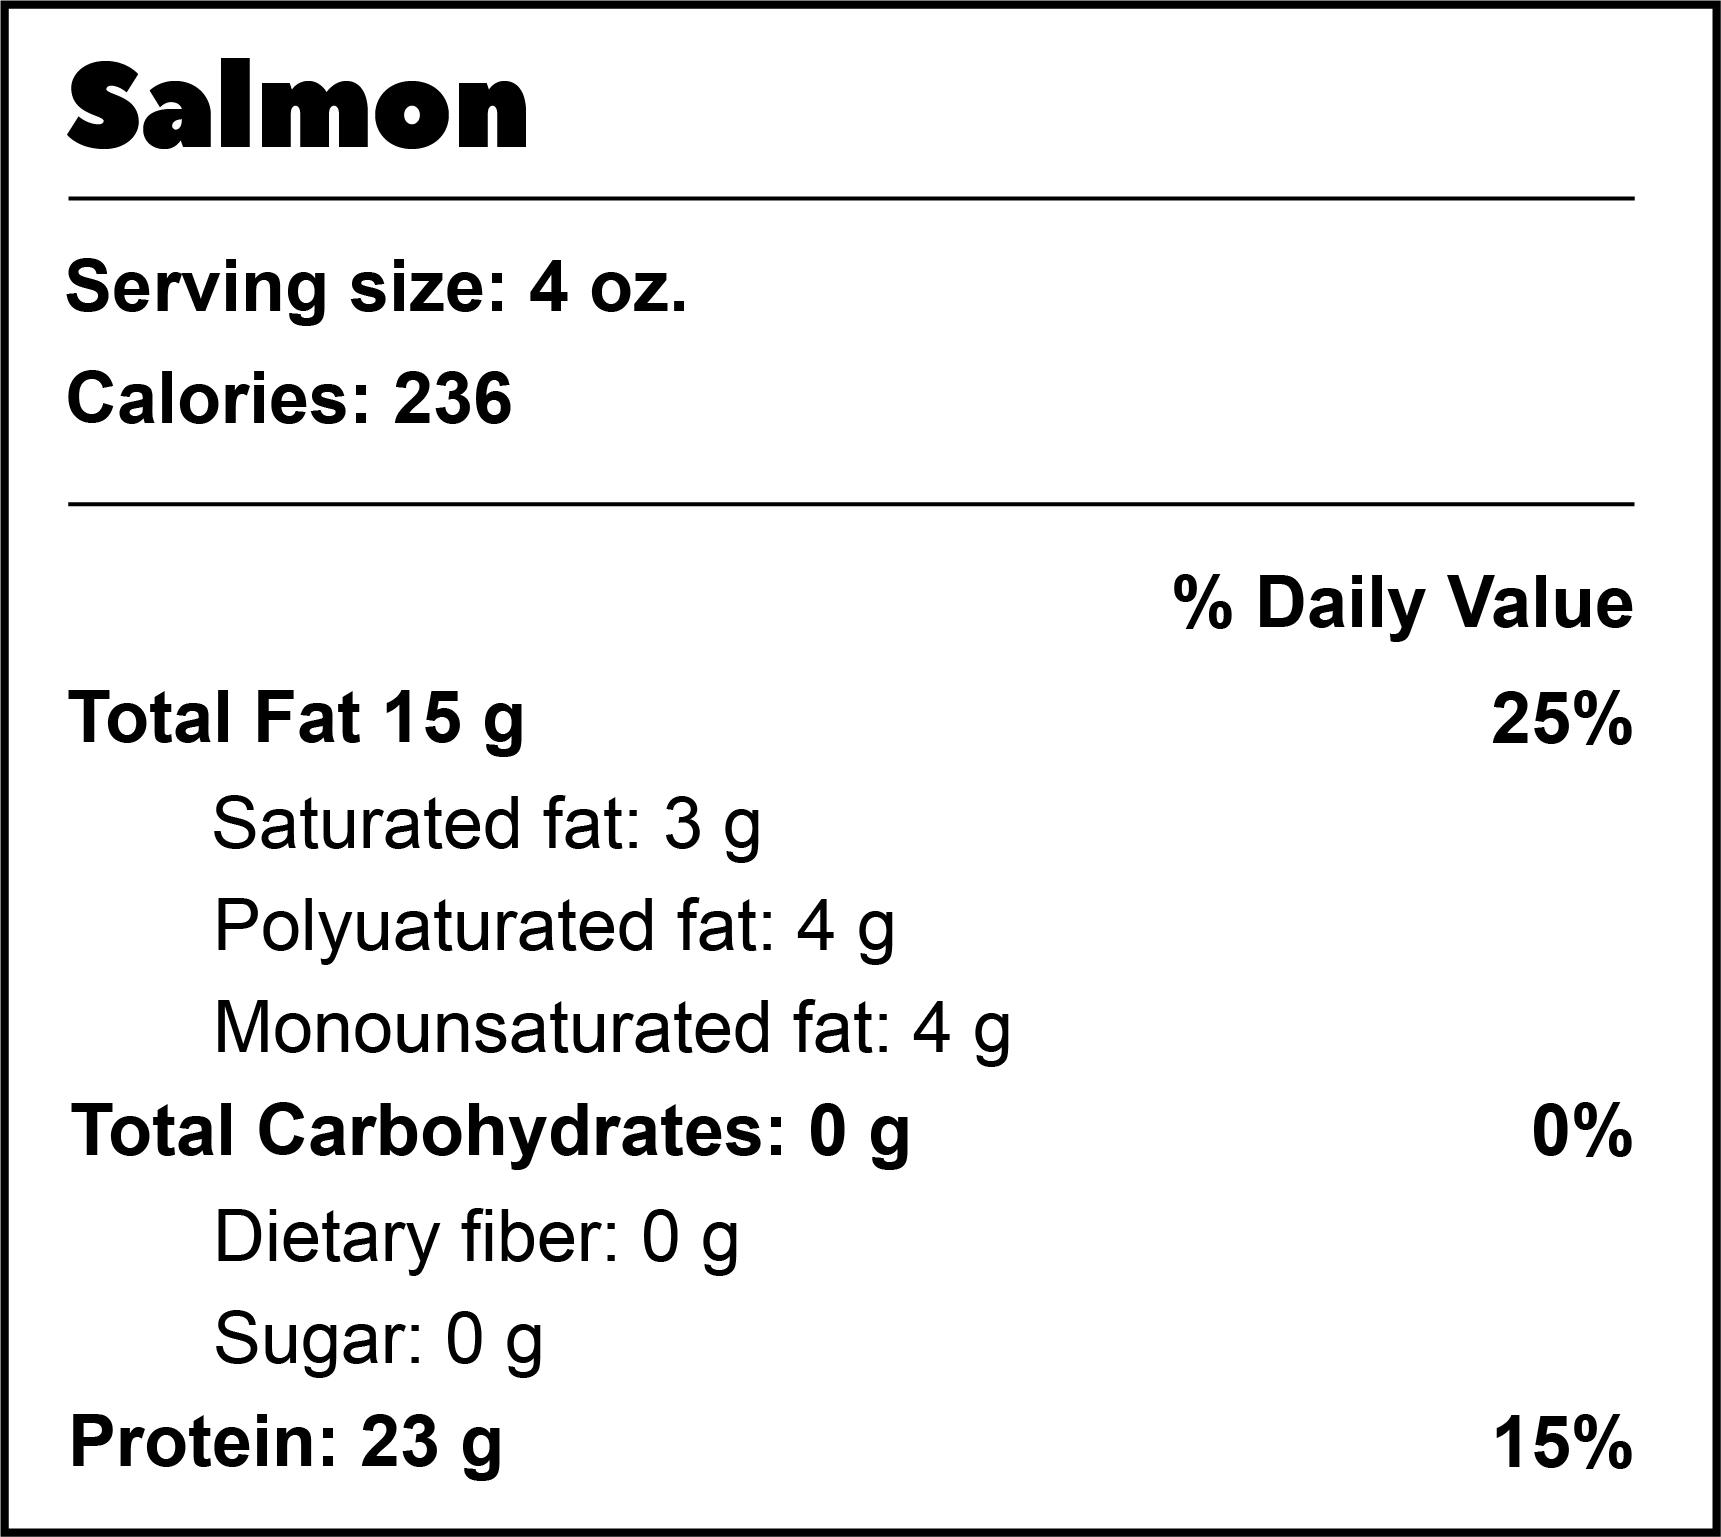 Salmon
Serving size: 4 oz.
Calories: 236
% Daily Value
Total Fat 15 g 25%
Saturated fat: 3 g
Polyuaturated fat: 4 g
Monounsaturated fat: 4 g
Total Carbohydrates: 0 g 0%
Dietary fiber: 0 g
Sugar: 0 g
Protein: 23 g 15%